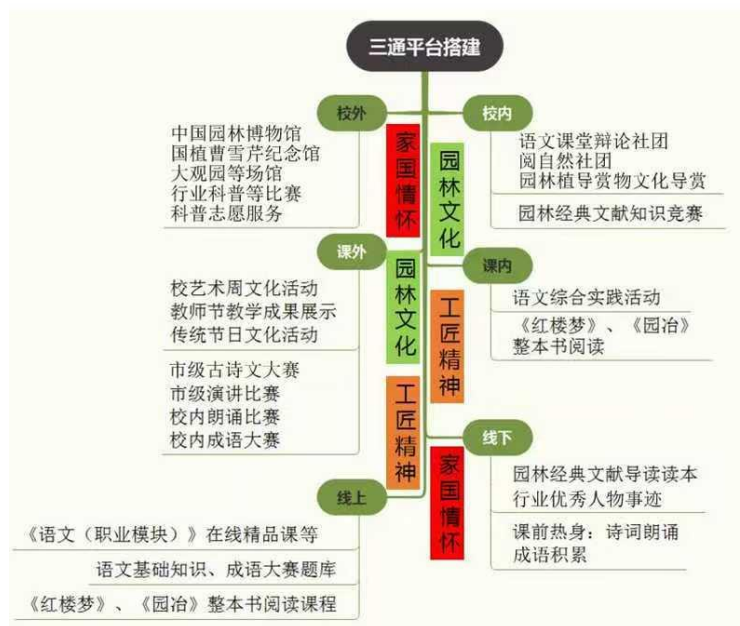 三通平台搭建
校外
中国园林博物馆
国植曹雪芹纪念馆
大观园等场馆
行业科普等比赛
科普志愿服务
家国情怀
园林文化
校内
语文课堂辩论社团
阅自然社团
园林植导赏物文化导赏
园林经典文献知识竞赛
课外
校艺术周文化活动
教师节教学成果展示
传统节日文化活动
市级古诗文大赛
市级演讲比赛
校内朗诵比赛
校内成语大赛
园林文化
工匠精神
课内
语文综合实践活动
《红楼梦》、《园冶》
整本书阅读
工匠精神
家国情怀
线下
园林经典文献导读读本
行业优秀人物事迹
课前热身：诗词朗诵
成语积累
线上
《语文（职业模块）》在线精品课等
语文基础知识、成语大赛题库
《红楼梦》、《园冶》整本书阅读课程